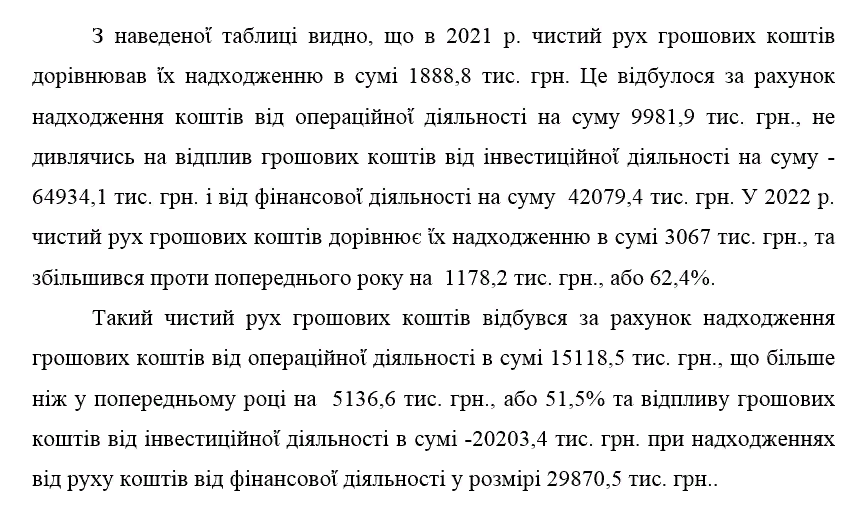 З наведеної таблиці видно, що в 2021 р. чистий рух грошових коштів
дорівнював їх надходженню в сумі 1888,8 тис. грн. Це відбулося за рахунок
надходження коштів від операційної діяльності на суму 9981,9 тис. грн., не
дивлячись на відплив грошових коштів від інвестиційної діяльності на суму -
64934,1 тис. грн. і від фінансової діяльності на суму 42079,4 тис. грн. У 2022 р.
чистий рух грошових коштів дорівнює їх надходженню в сумі 3067 тис. грн., та
збільшився проти попереднього року на 1178,2 тис. грн., або 62,4%.
Такий чистий рух грошових коштів відбувся за рахунок надходження
грошових коштів від операційної діяльності в сумі 15118,5 тис. грн., що більше
ніж у попередньому році на 5136,6 тис. грн., або 51,5% та відпливу грошових
коштів від інвестиційної діяльності в сумі -20203,4 тис. грн. при надходженнях
від руху коштів від фінансової діяльності у розмірі 29870,5 тис. грн..